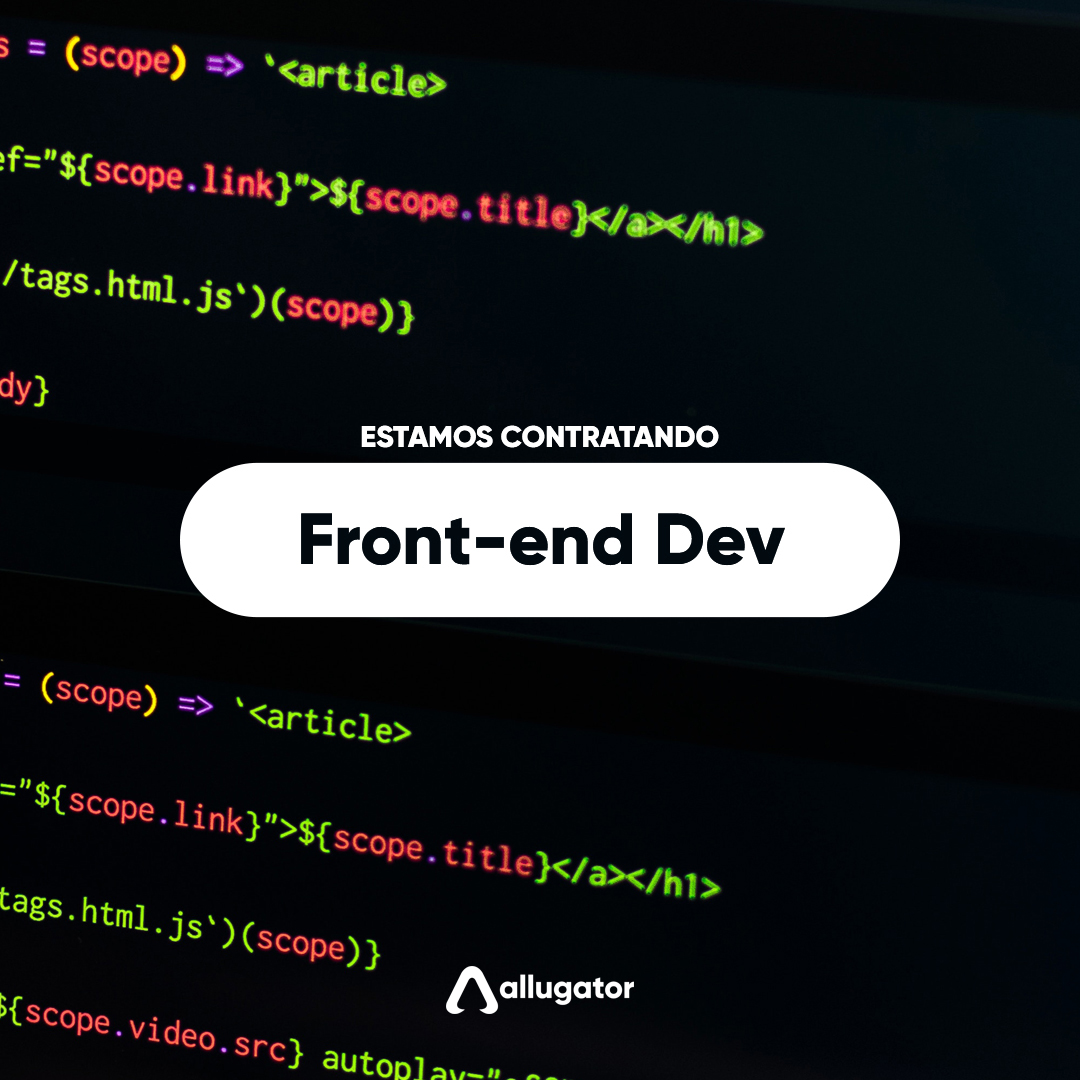 s = (scope) => `<article>
ef="${scope.link}">${scope.title}</a></h1>
/tags.html.js`)(scope)}
dy}
ESTAMOS CONTRATANDO
Front-end Dev
= (scope) => `<article>
="${scope.link}">${scope.title}</a></h1>
tags.html.js`)(scope)}
allugator
${scope.video.src} autoplay="